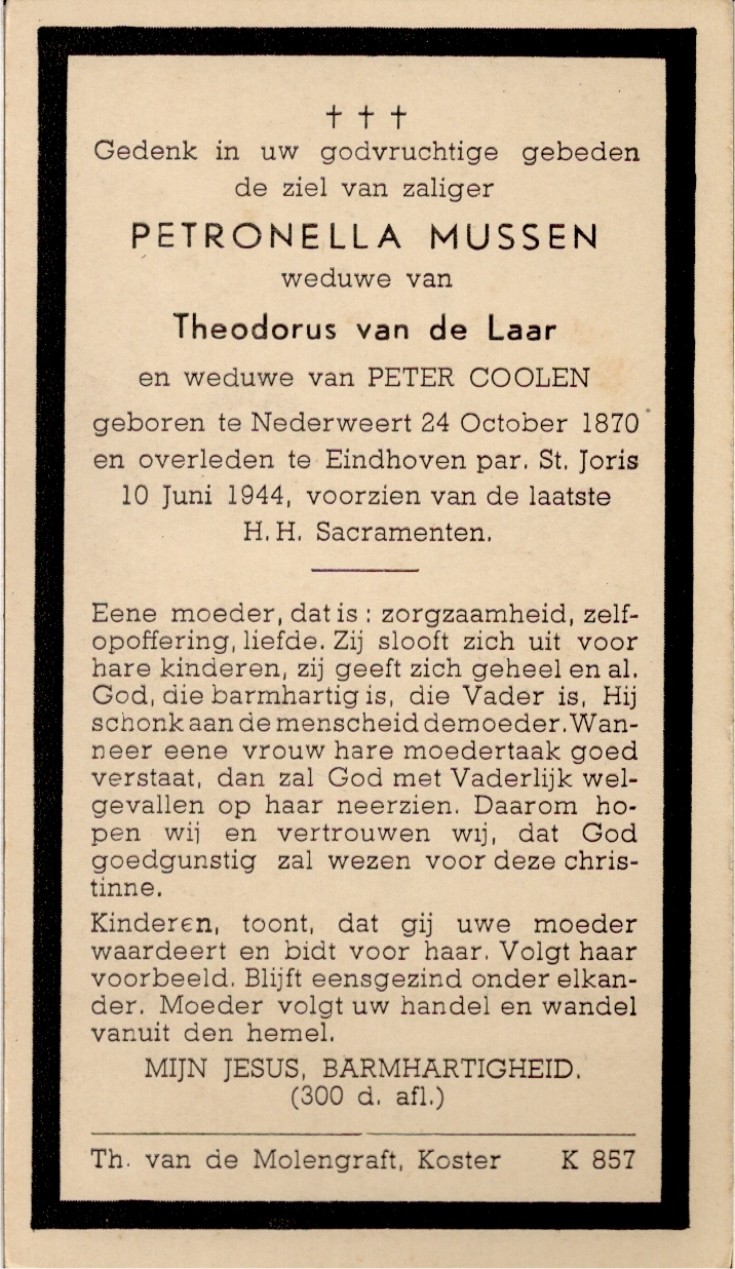 † † †
Gedenk in uw godvruchtige gebeden
de ziel van zaliger
PETRONELLA MUSSEN
weduwe van
Theodorus van de Laar
en weduwe van PETER COOLEN
geboren te Nederweert 24 October 1870
en overleden te Eindhoven par. St. Joris
10 Juni 1944, voorzien van de laatste
H. H. Sacramenten.
Eene moeder, dat is : zorgzaamheid, zelf-
opoffering, liefde. Zij slooft zich uit voor
hare kinderen, zij geeft zich geheel en al.
God, die barmhartig is, die Vader is, Hij
schonk aan de menscheid de moeder. Wan-
neer eene vrouw hare moedertaak goed
verstaat, dan zal God met Vaderlijk wel-
gevallen op haar neerzien. Daarom ho-
pen wij en vertrouwen wij, dat God
goedgunstig zal wezen voor deze chris-
tinne.
Kinderen, toont, dat gij uwe moeder
waardeert en bidt voor haar. Volgt haar
voorbeeld. Blijft eensgezind onder elkan-
der. Moeder volgt uw handel en wandel
vanuit den hemel.
MIJN JESUS, BARMHARTIGHEID.
(300 d. afl.)
Th. van de Molengraft, Koster K 857